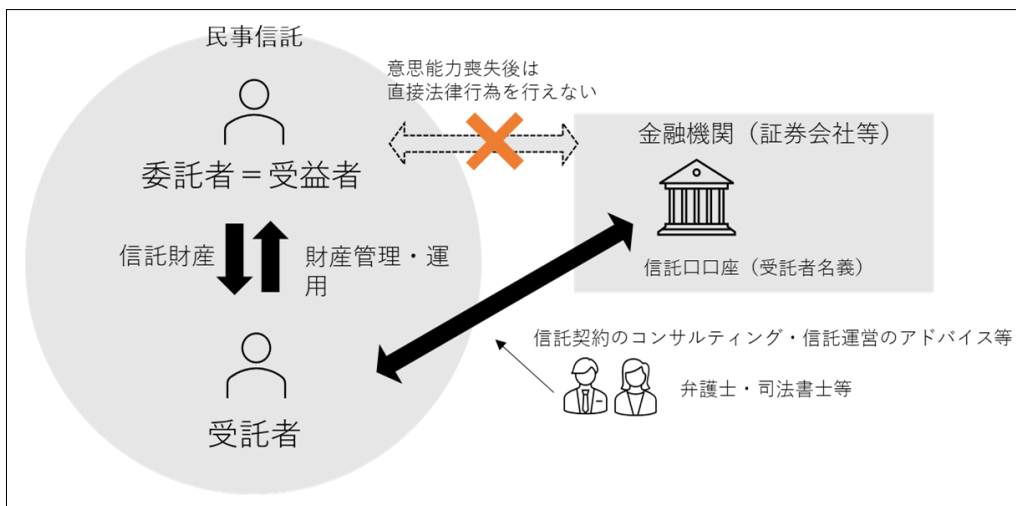 民事信託
意思能力喪失後は
直接法律行為を行えない
金融機関（証券会社等）
委託者＝受益者
信託財産
財産管理・運
用
信託口口座（受託者名義）
信託契約のコンサルティング・信託運営のアドバイス等
弁護士・司法書士等
受託者